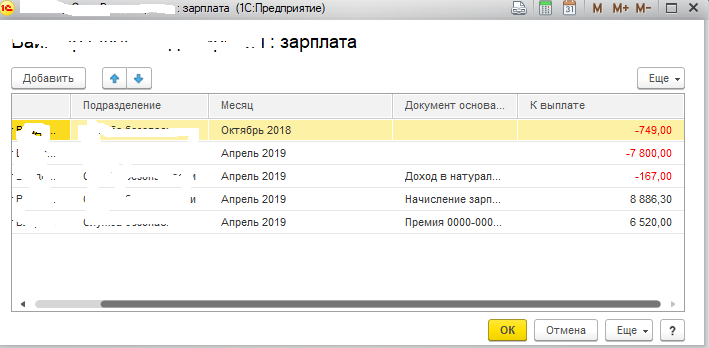 : зарплата (1С:Предприятие)
M M+ M-
: зарплата
Добавить Еще
Подразделение Месяц Документ основа... К выплате
Октябрь 2018 -749,00
Апрель 2019 -7 800,00
Апрель 2019 Доход в натурал... -167,00
Апрель 2019 Начисление зарп... 8 886,30
Апрель 2019 Премия 0000-000... 6 520,00
ОК Отмена Еще ?